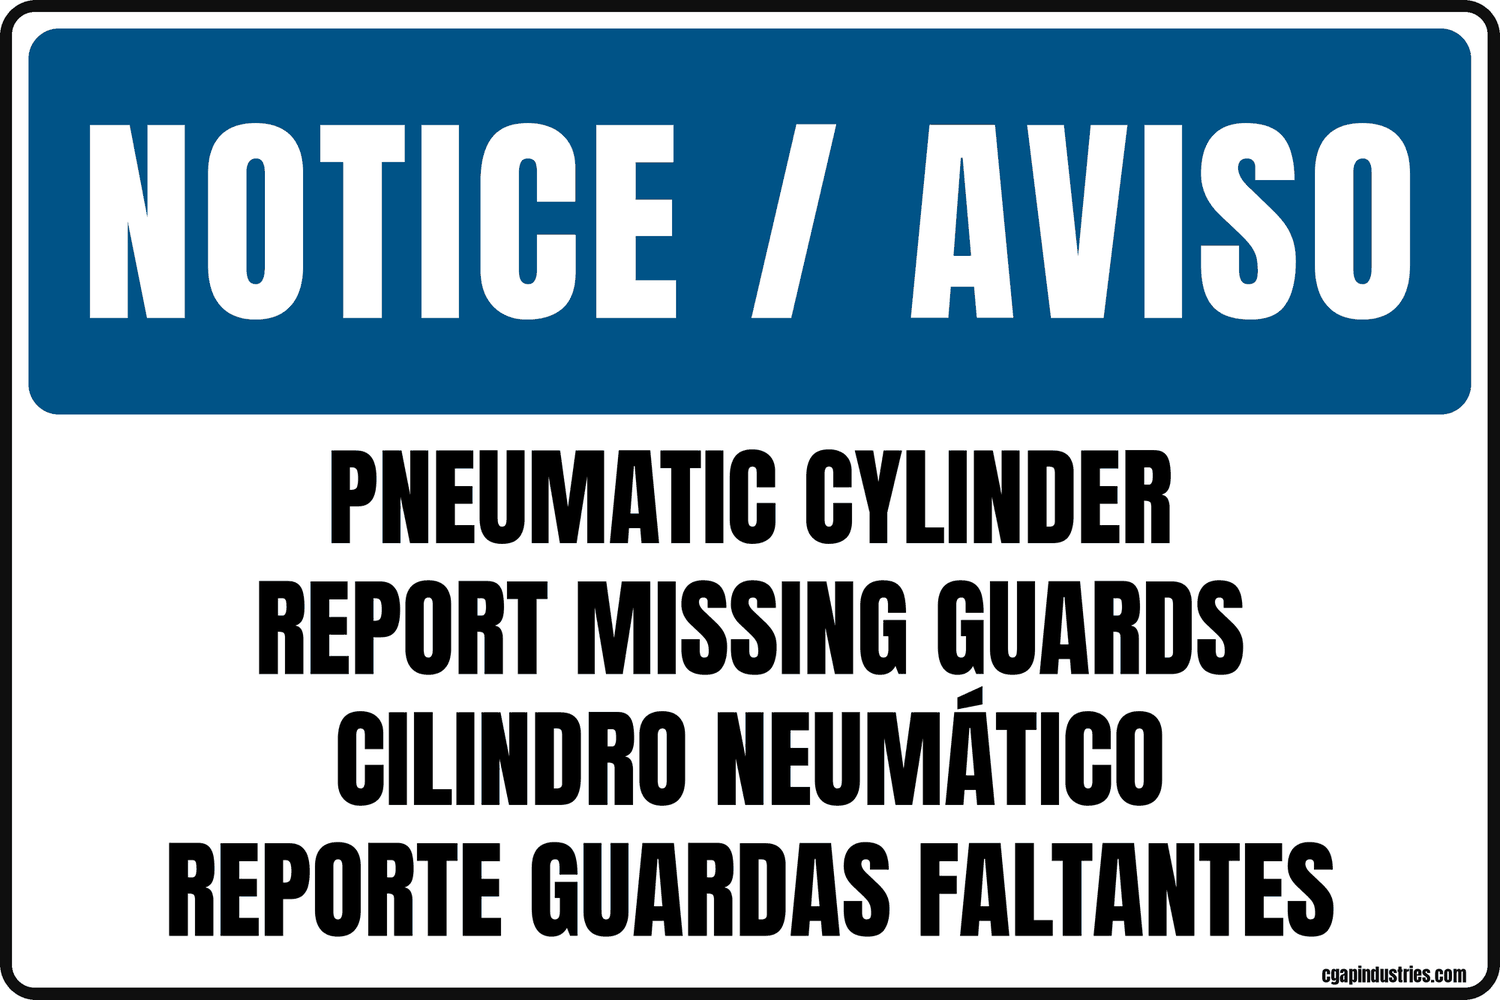 NOTICE / AVISO
PNEUMATIC CYLINDER
REPORT MISSING GUARDS
CILINDRO NEUMÁTICO
REPORTE GUARDAS FALTANTES
cgapindustries.com